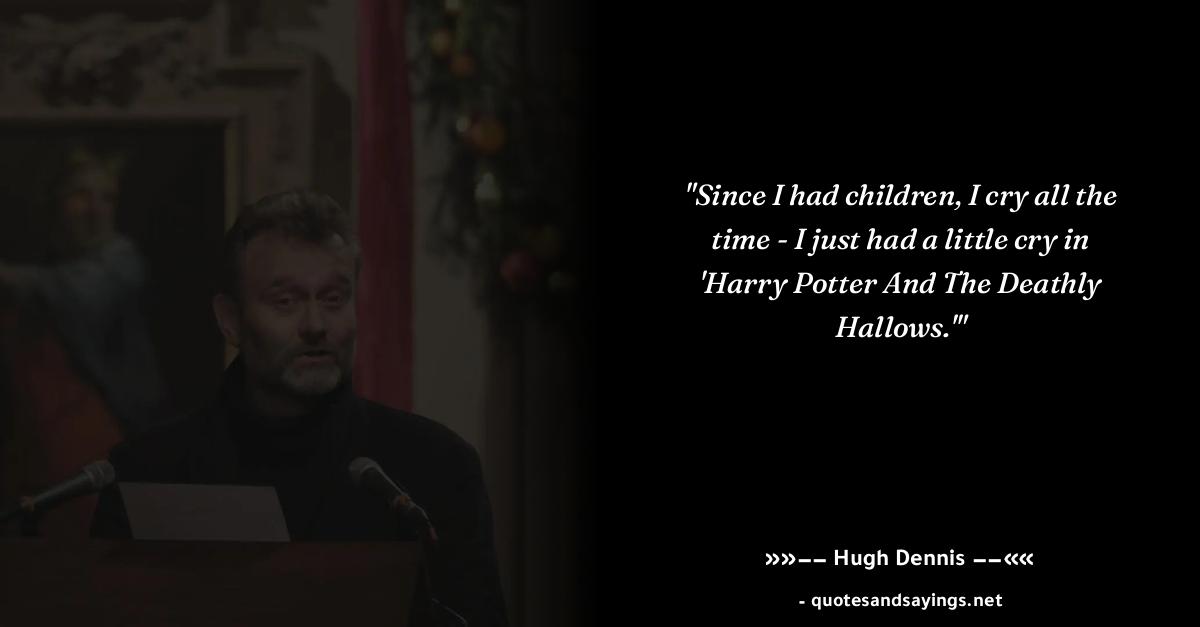 "Since I had children, I cry all the
time - I just had a little cry in
'Harry Potter And The Deathly
Hallows.'"
»»–– Hugh Dennis ––««
- quotesandsayings.net